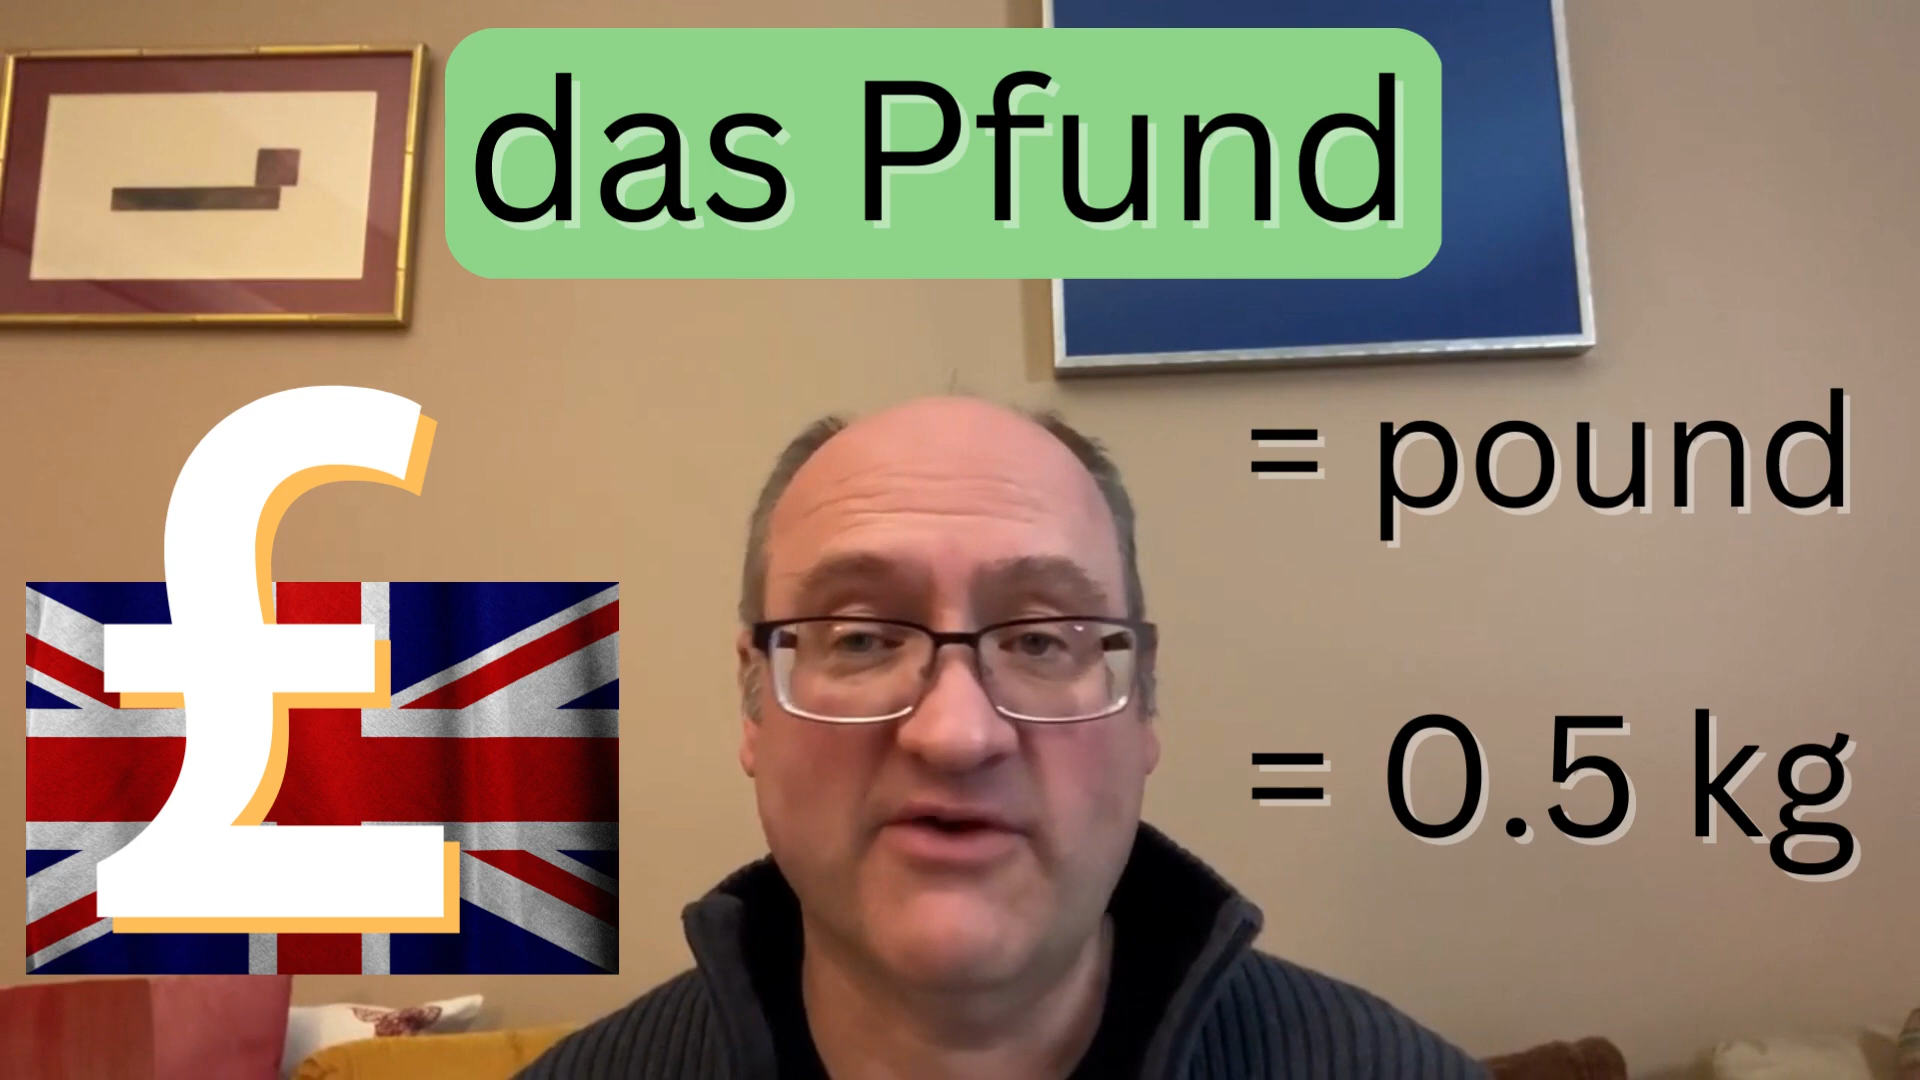 das Pfund
£
= pound
= 0.5 kg